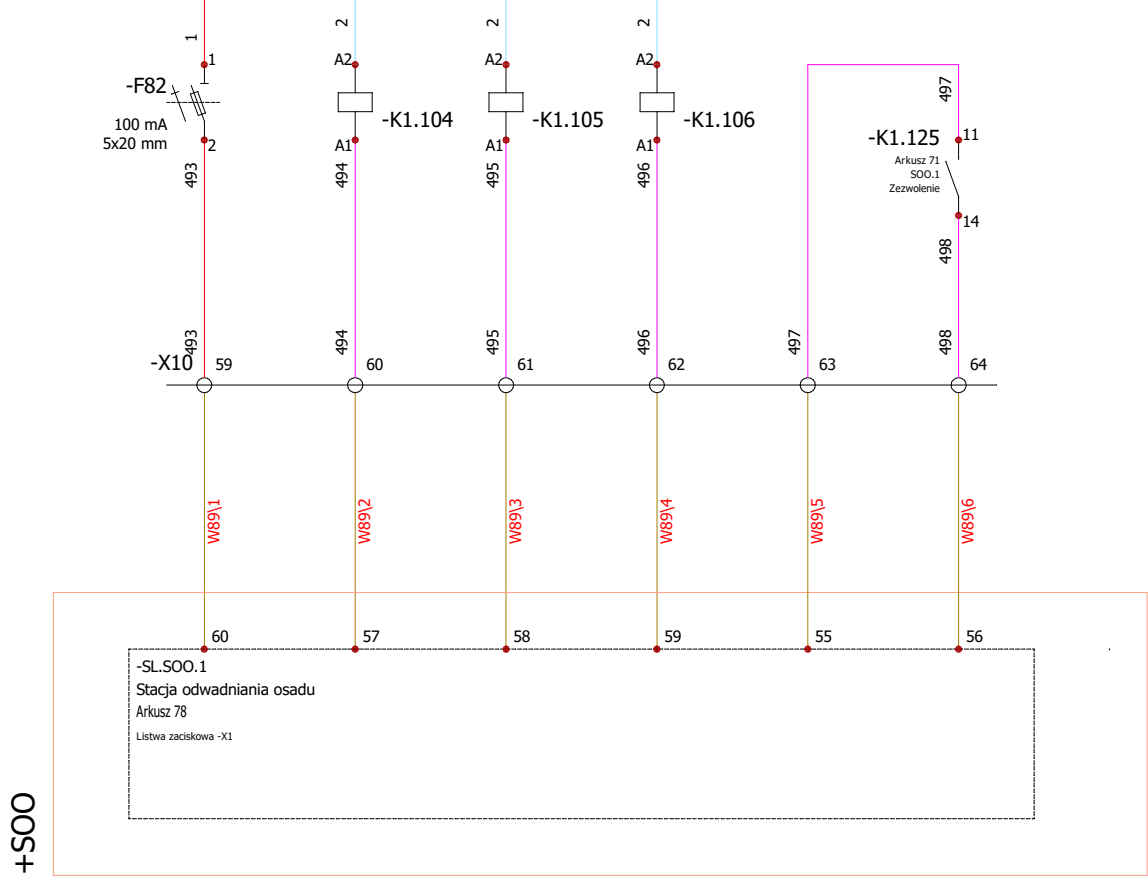 1
2
2
2
1
A2
A2
A2
-F82
-K1.104
-K1.105
-K1.106
497
100 mA
5x20 mm
2
A1
A1
A1
-K1.125
11
Arkusz 71
SOO.1
Zezwolenie
493
494
495
496
14
498
493
494
495
496
497
498
-X10
59
60
61
62
63
64
W89\1
W89\2
W89\3
W89\4
W89\5
W89\6
60
57
58
59
55
56
-SL.SOO.1
Stacja odwadniania osadu
Arkusz 78
Listwa zaciskowa -X1
+SOO